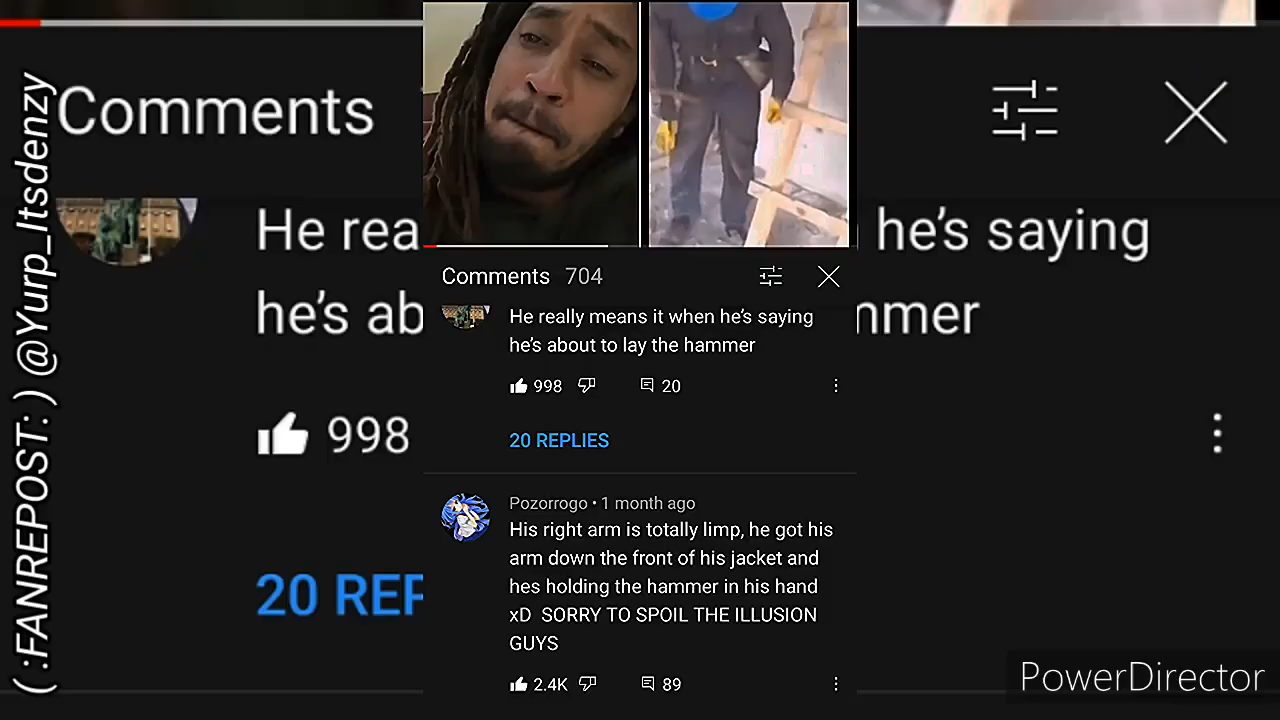 Comments
He rea
he's saying
he's ab
nmer
998
20 REP
( :FANREPOST: ) @Yurp_Itsdenzy
Comments 704
He really means it when he's saying
he's about to lay the hammer
998
20
20 REPLIES
Pozorrogo • 1 month ago
His right arm is totally limp, he got his
arm down the front of his jacket and
hes holding the hammer in his hand
xD  SORRY TO SPOIL THE ILLUSION
GUYS
2.4K
89
PowerDirector